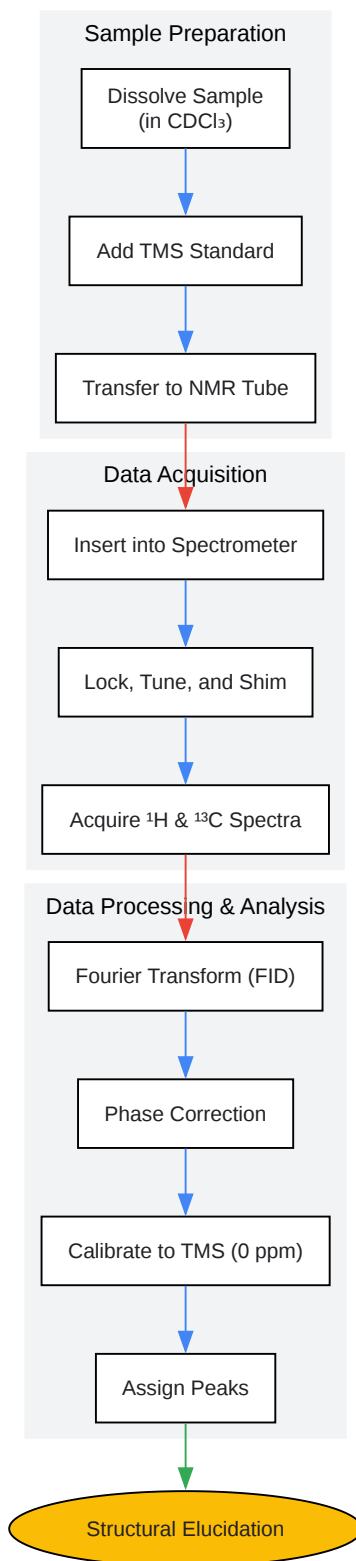 Sample Preparation
Dissolve Sample
(in CDCl₃)
Add TMS Standard
Transfer to NMR Tube
Data Acquisition
Insert into Spectrometer
Lock, Tune, and Shim
Acquire ¹H & ¹³C Spectra
Data Processing & Analysis
Fourier Transform (FID)
Phase Correction
Calibrate to TMS (0 ppm)
Assign Peaks
Structural Elucidation